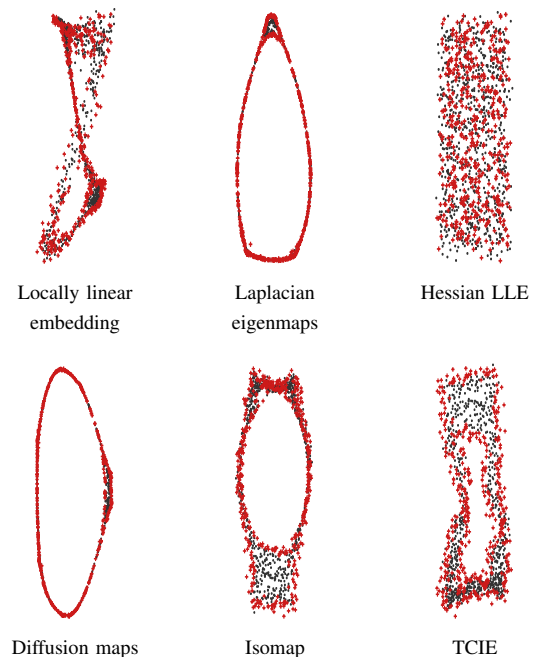 Locally linear
embedding
Laplacian
eigenmaps
Hessian LLE
Diffusion maps
Isomap
TCIE